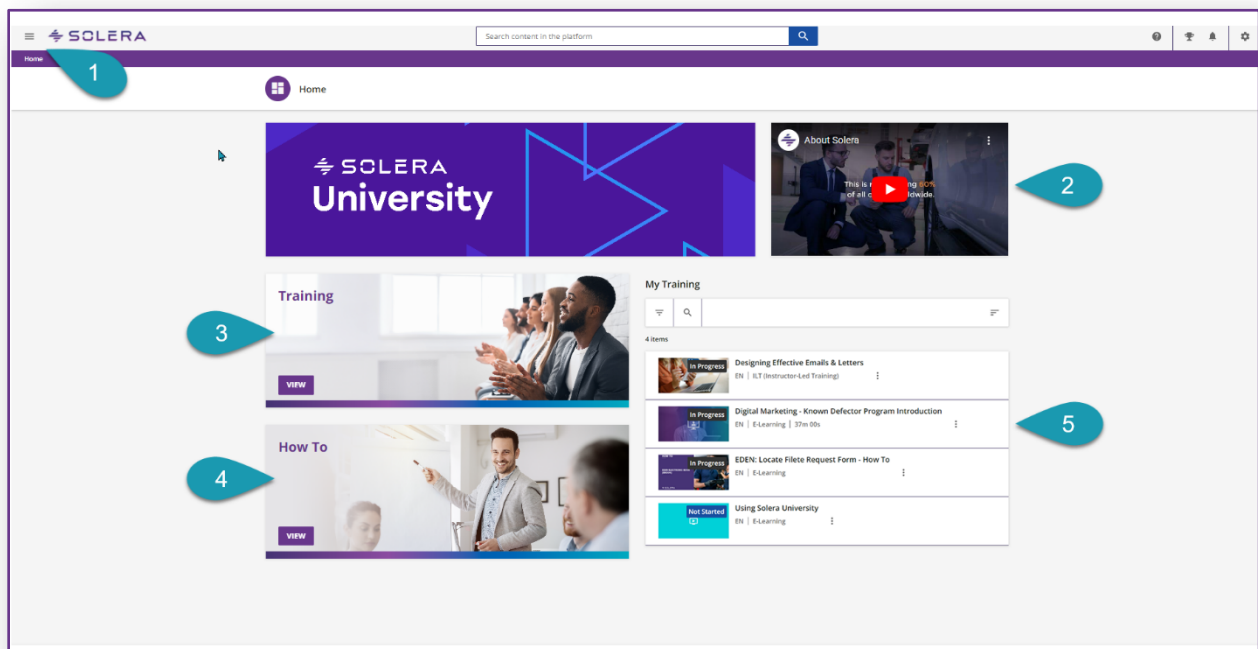 SOLERA
Search content in the platform
Home
1
Home
SOLERA
University
About Solera
60%
of all
2
Training
VIEW
3
How To
VIEW
4
My Training
4 items
In Progress
Designing Effective Emails & Letters
EN | ILT (Instructor-Led Training)
In Progress
Digital Marketing - Known Defector Program Introduction
EN | E-Learning | 37m 00s
5
In Progress
EDEN: Locate Filete Request Form - How To
EN | E-Learning
Not Started
Using Solera University
EN | E-Learning